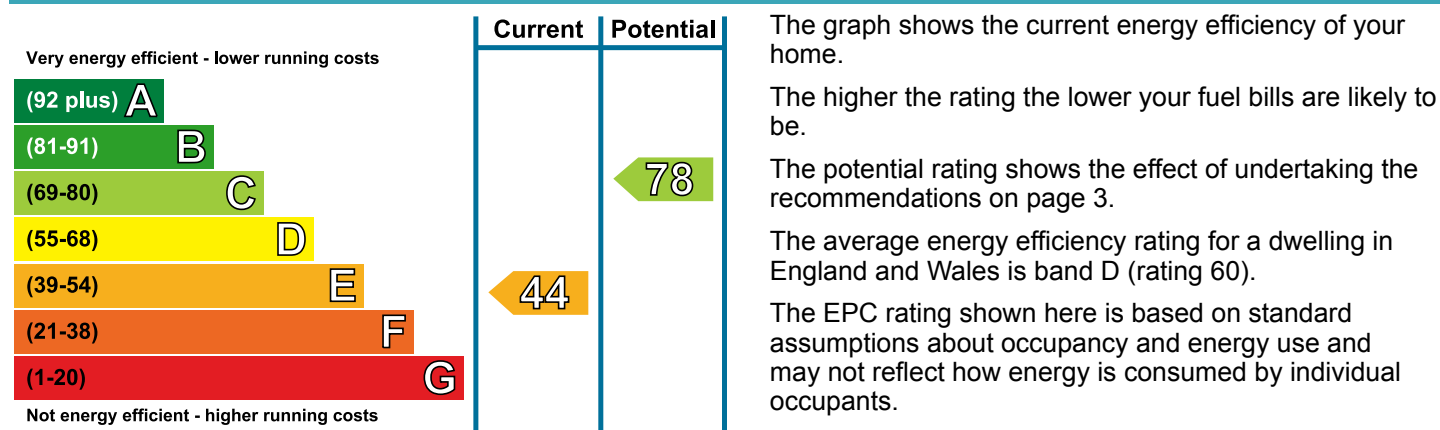 Current Potential
Very energy efficient - lower running costs
(92 plus) A
(81-91) B
(69-80) C
78
(55-68) D
(39-54) E
44
(21-38) F
(1-20) G
Not energy efficient - higher running costs
The graph shows the current energy efficiency of your
home.
The higher the rating the lower your fuel bills are likely to
be.
The potential rating shows the effect of undertaking the
recommendations on page 3.
The average energy efficiency rating for a dwelling in
England and Wales is band D (rating 60).
The EPC rating shown here is based on standard
assumptions about occupancy and energy use and
may not reflect how energy is consumed by individual
occupants.